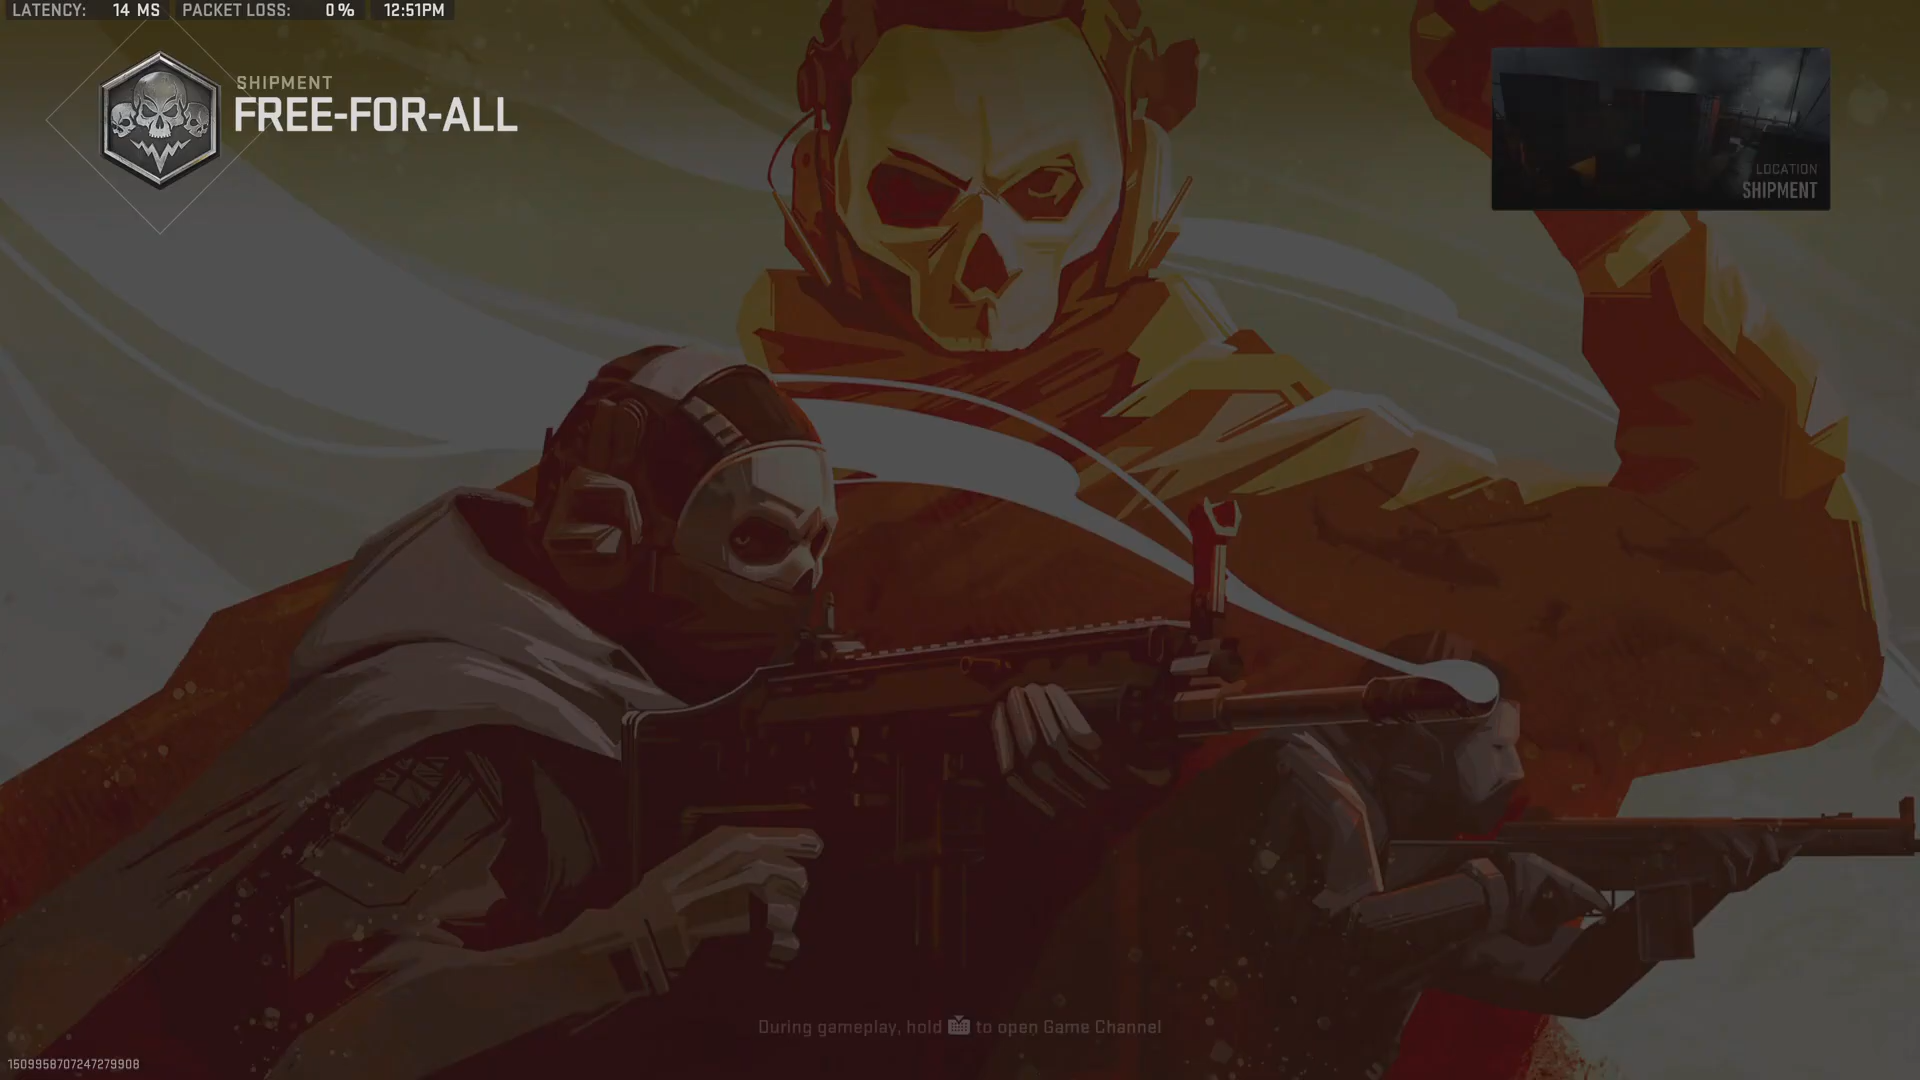 LATENCY: 14 MS PACKET LOSS: 0 % 12:51PM
SHIPMENT
FREE-FOR-ALL
LOCATION
SHIPMENT
During gameplay, hold to open Game Channel
1509958707247279908